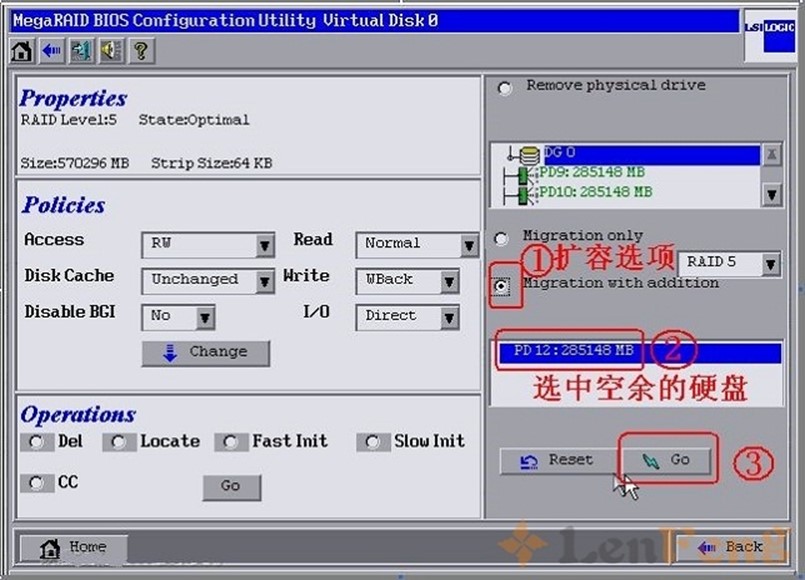 MegaRAID BIOS Configuration Utility Virtual Disk 0
LSI LOGIC
Properties
RAID Level:5 State:Optimal
Size:570296 MB Strip Size:64 KB
Policies
Access RW Read Normal
Disk Cache Unchanged Write WBack
Disable BGI No I/O Direct
Change
Operations
Del Locate Fast Init Slow Init
CC Go
Remove physical drive
DG 0
PD9: 285148 MB
PD10: 285148 MB
Migration only
①扩容选项 RAID 5
Migration with addition
PD 12 : 285148 MB ②
选中空余的硬盘
Reset Go ③
Home Back